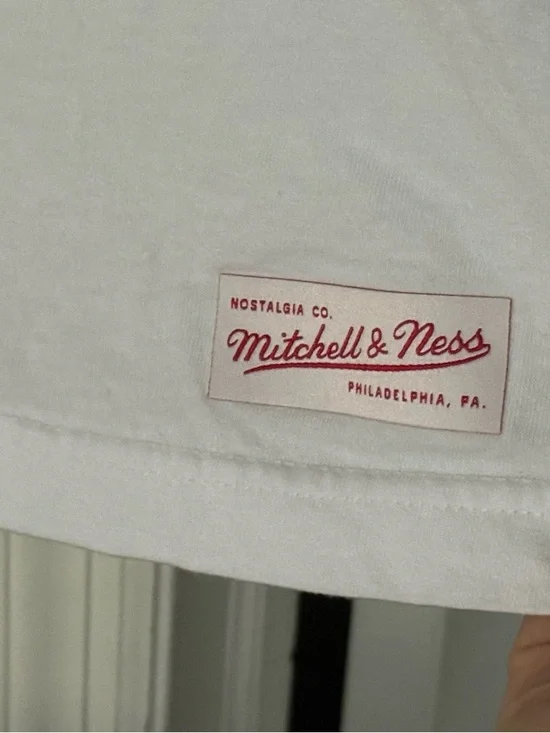 NOSTALGIA CO.
Mitchell & Ness
PHILADELPHIA, PA.